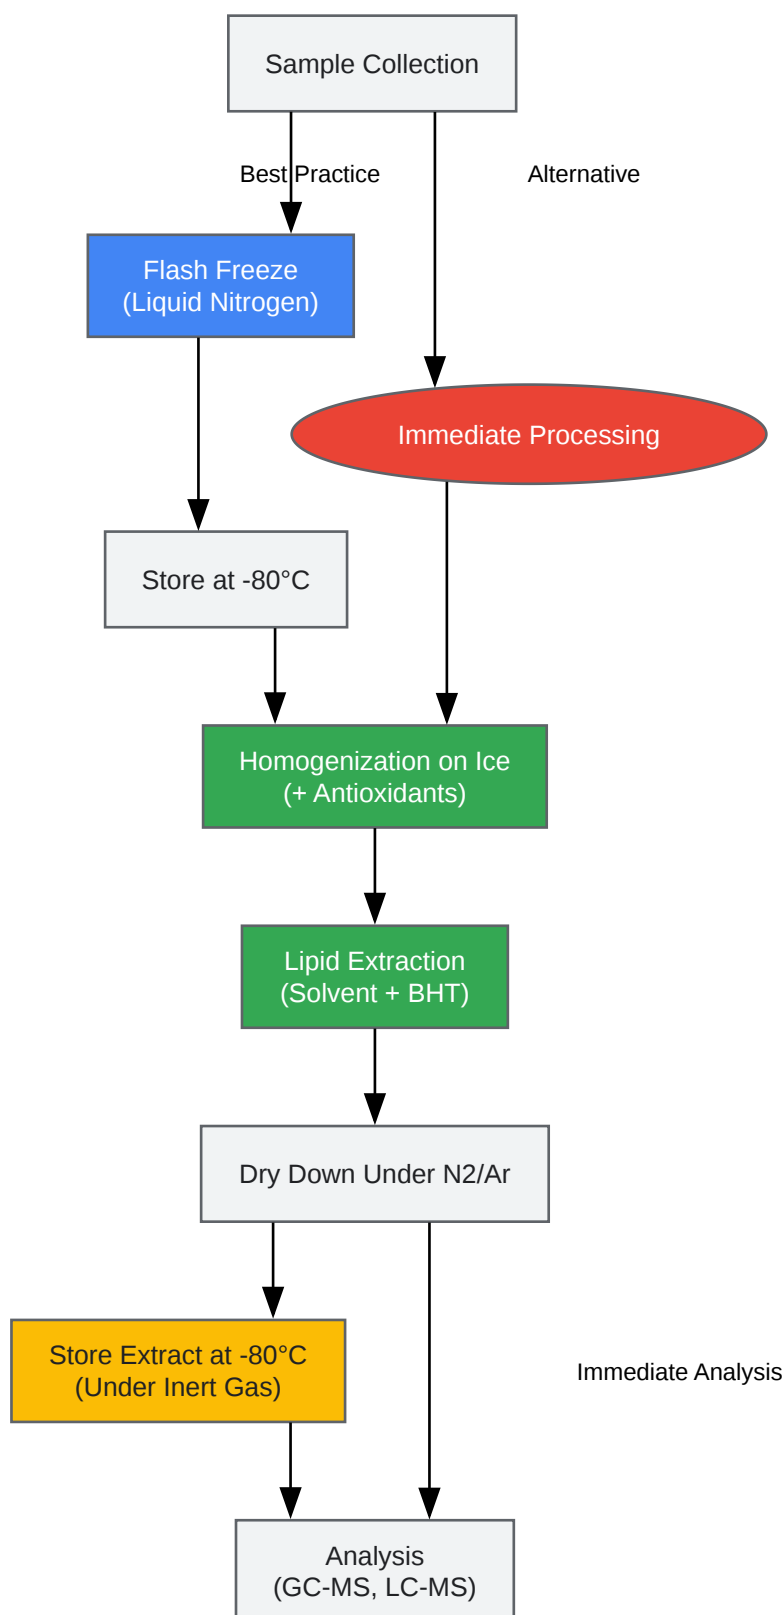 Sample Collection
Best Practice
Alternative
Flash Freeze
(Liquid Nitrogen)
Immediate Processing
Store at -80°C
Homogenization on Ice
(+ Antioxidants)
Lipid Extraction
(Solvent + BHT)
Dry Down Under N2/Ar
Store Extract at -80°C
(Under Inert Gas)
Immediate Analysis
Analysis
(GC-MS, LC-MS)